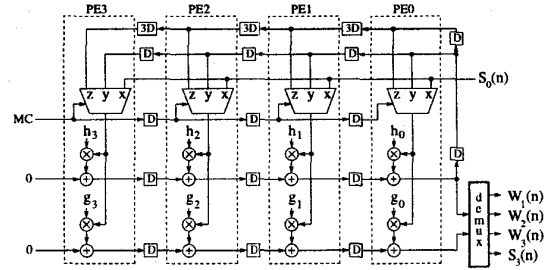 PE3 PE2 PE1 PE0
3D 3D 3D D
D D D
z y x z y x z y x z y x S₀(n)
MC D D D
h₃ h₂ h₁ h₀
D
0 D D D
g₃ g₂ g₁ g₀
0 D D D
demux
W₁(n)
W₂(n)
W₃(n)
S₃(n)